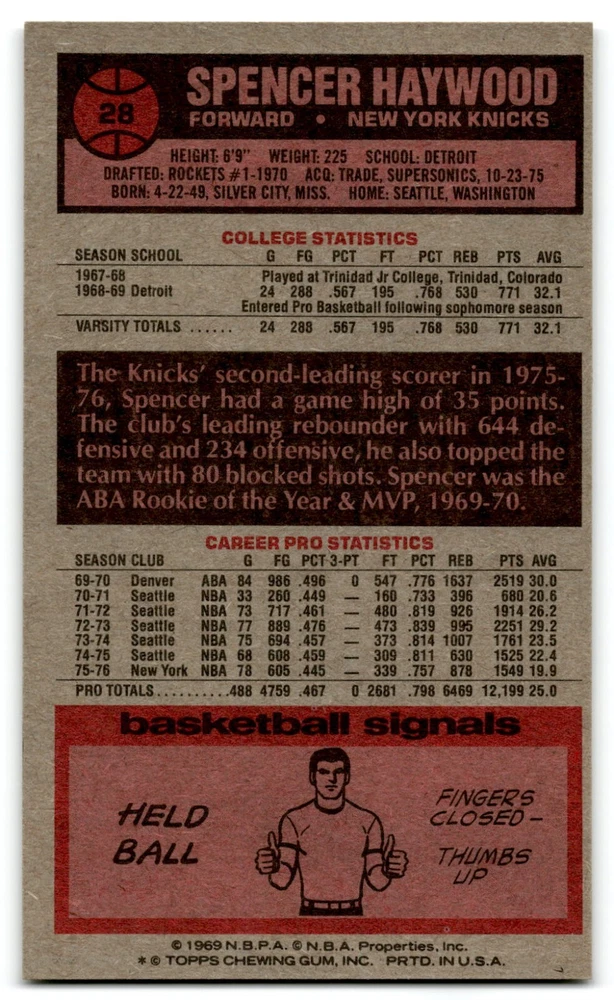 28
SPENCER HAYWOOD
FORWARD • NEW YORK KNICKS
HEIGHT: 6'9" WEIGHT: 225 SCHOOL: DETROIT
DRAFTED: ROCKETS #1-1970 ACQ: TRADE, SUPERSONICS, 10-23-75
BORN: 4-22-49, SILVER CITY, MISS. HOME: SEATTLE, WASHINGTON
COLLEGE STATISTICS
SEASON SCHOOL G FG PCT FT PCT REB PTS AVG
1967-68 Played at Trinidad Jr College, Trinidad, Colorado
1968-69 Detroit 24 288 .567 195 .768 530 771 32.1
Entered Pro Basketball following sophomore season
VARSITY TOTALS ...... 24 288 .567 195 .768 530 771 32.1
The Knicks' second-leading scorer in 1975-
76, Spencer had a game high of 35 points.
The club's leading rebounder with 644 de-
fensive and 234 offensive, he also topped the
team with 80 blocked shots. Spencer was the
ABA Rookie of the Year & MVP, 1969-70.
CAREER PRO STATISTICS
SEASON CLUB G FG PCT 3-PT FT PCT REB PTS AVG
69-70 Denver ABA 84 986 .496 0 547 .776 1637 2519 30.0
70-71 Seattle NBA 33 260 .449 — 160 .733 396 680 20.6
71-72 Seattle NBA 73 717 .461 — 480 .819 926 1914 26.2
72-73 Seattle NBA 77 889 .476 — 473 .839 995 2251 29.2
73-74 Seattle NBA 75 694 .457 — 373 .814 1007 1761 23.5
74-75 Seattle NBA 68 608 .459 — 309 .811 630 1525 22.4
75-76 New York NBA 78 605 .445 — 339 .757 878 1549 19.9
PRO TOTALS..........488 4759 .467 0 2681 .798 6469 12,199 25.0
basketball signals
HELD
BALL
FINGERS
CLOSED —
THUMBS
UP
© 1969 N.B.P.A. © N.B.A. Properties, Inc.
* © TOPPS CHEWING GUM, INC. PRTD. IN U.S.A.